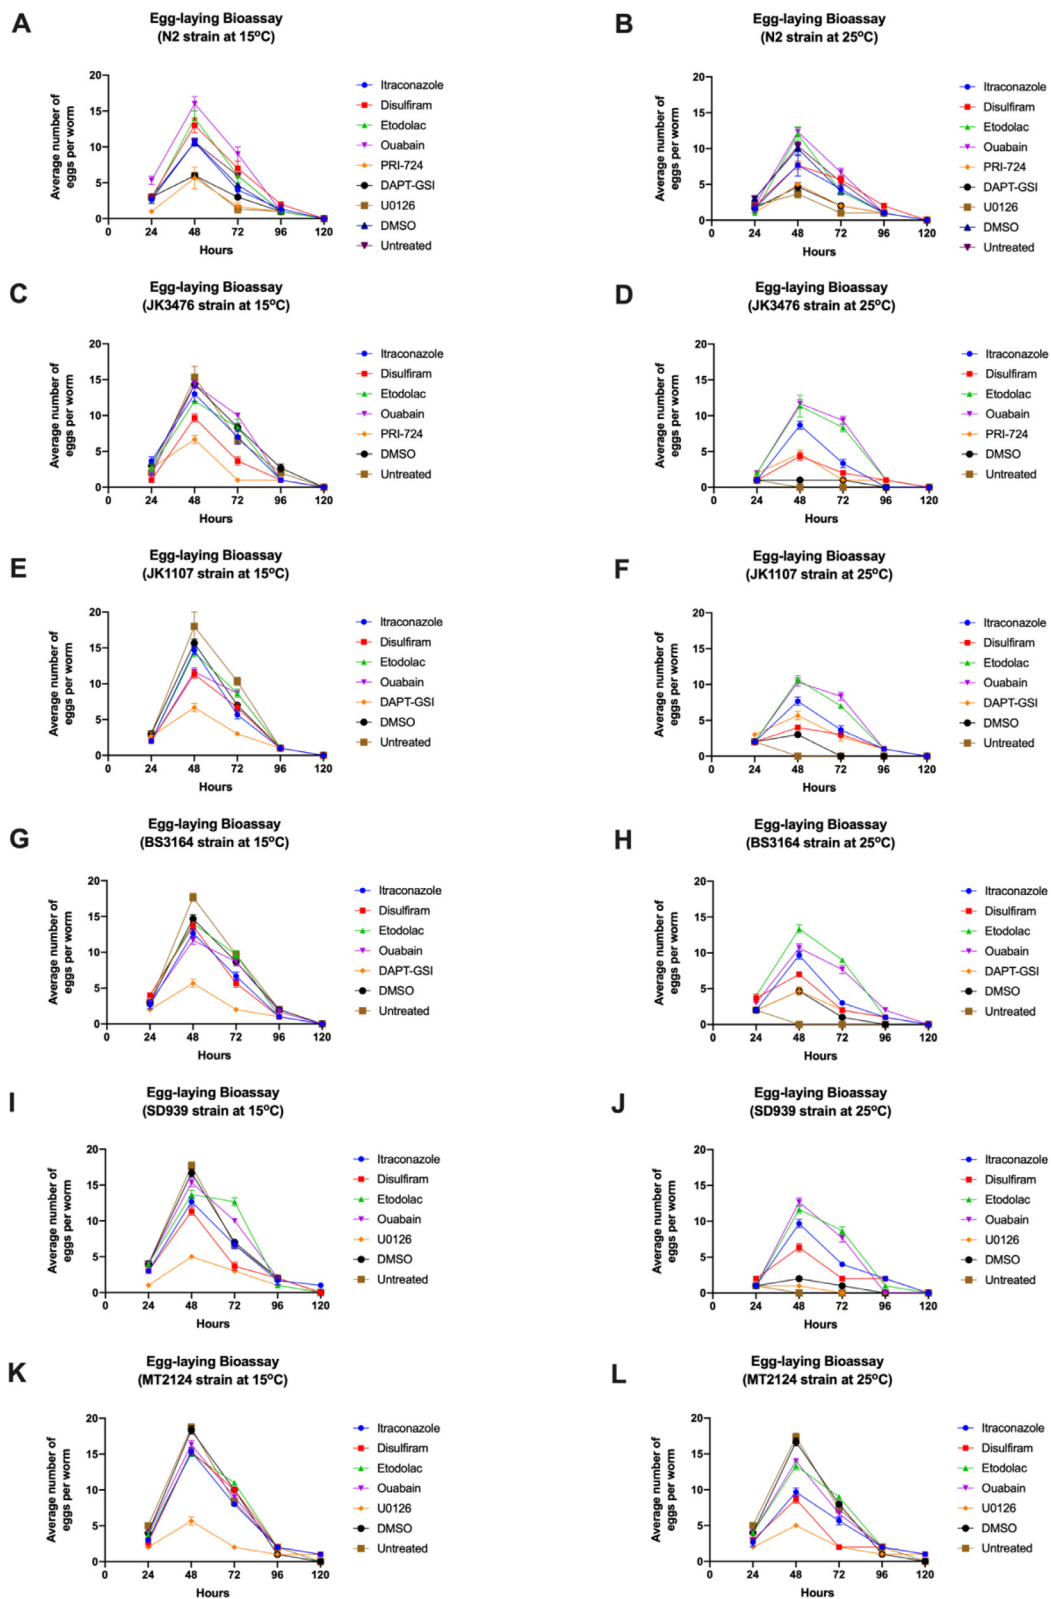 A
Egg-laying Bioassay
(N2 strain at 15°C)
Average number of
eggs per worm
20
15
10
5
0
0 24 48 72 96 120
Hours
Itraconazole
Disulfiram
Etodolac
Ouabain
PRI-724
DAPT-GSI
U0126
DMSO
Untreated
B
Egg-laying Bioassay
(N2 strain at 25°C)
Average number of
eggs per worm
20
15
10
5
0
0 24 48 72 96 120
Hours
Itraconazole
Disulfiram
Etodolac
Ouabain
PRI-724
DAPT-GSI
U0126
DMSO
Untreated
C
Egg-laying Bioassay
(JK3476 strain at 15°C)
Average number of
eggs per worm
20
15
10
5
0
0 24 48 72 96 120
Hours
Itraconazole
Disulfiram
Etodolac
Ouabain
PRI-724
DMSO
Untreated
D
Egg-laying Bioassay
(JK3476 strain at 25°C)
Average number of
eggs per worm
20
15
10
5
0
0 24 48 72 96 120
Hours
Itraconazole
Disulfiram
Etodolac
Ouabain
PRI-724
DMSO
Untreated
E
Egg-laying Bioassay
(JK1107 strain at 15°C)
Average number of
eggs per worm
20
15
10
5
0
0 24 48 72 96 120
Hours
Itraconazole
Disulfiram
Etodolac
Ouabain
DAPT-GSI
DMSO
Untreated
F
Egg-laying Bioassay
(JK1107 strain at 25°C)
Average number of
eggs per worm
20
15
10
5
0
0 24 48 72 96 120
Hours
Itraconazole
Disulfiram
Etodolac
Ouabain
DAPT-GSI
DMSO
Untreated
G
Egg-laying Bioassay
(BS3164 strain at 15°C)
Average number of
eggs per worm
20
15
10
5
0
0 24 48 72 96 120
Hours
Itraconazole
Disulfiram
Etodolac
Ouabain
DAPT-GSI
DMSO
Untreated
H
Egg-laying Bioassay
(BS3164 strain at 25°C)
Average number of
eggs per worm
20
15
10
5
0
0 24 48 72 96 120
Hours
Itraconazole
Disulfiram
Etodolac
Ouabain
DAPT-GSI
DMSO
Untreated
I
Egg-laying Bioassay
(SD939 strain at 15°C)
Average number of
eggs per worm
20
15
10
5
0
0 24 48 72 96 120
Hours
Itraconazole
Disulfiram
Etodolac
Ouabain
U0126
DMSO
Untreated
J
Egg-laying Bioassay
(SD939 strain at 25°C)
Average number of
eggs per worm
20
15
10
5
0
0 24 48 72 96 120
Hours
Itraconazole
Disulfiram
Etodolac
Ouabain
U0126
DMSO
Untreated
K
Egg-laying Bioassay
(MT2124 strain at 15°C)
Average number of
eggs per worm
20
15
10
5
0
0 24 48 72 96 120
Hours
Itraconazole
Disulfiram
Etodolac
Ouabain
U0126
DMSO
Untreated
L
Egg-laying Bioassay
(MT2124 strain at 25°C)
Average number of
eggs per worm
20
15
10
5
0
0 24 48 72 96 120
Hours
Itraconazole
Disulfiram
Etodolac
Ouabain
U0126
DMSO
Untreated